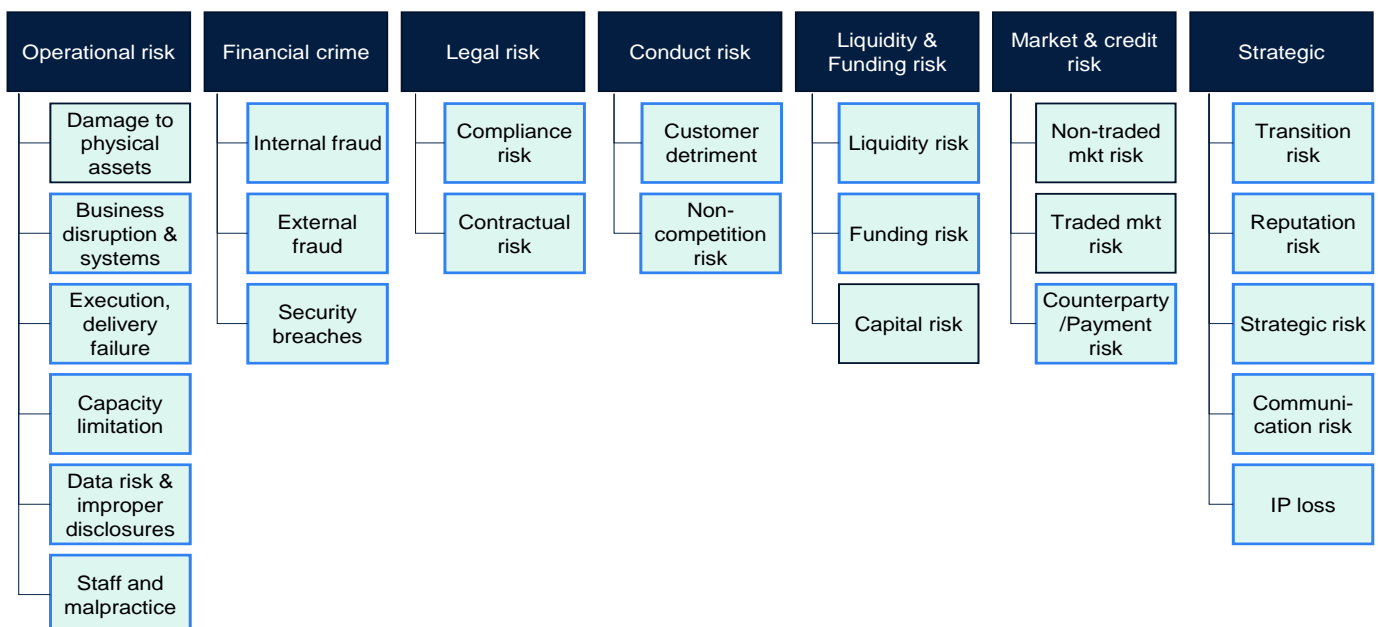 Operational risk
Damage to
physical
assets
Business
disruption &
systems
Execution,
delivery
failure
Capacity
limitation
Data risk &
improper
disclosures
Staff and
malpractice
Financial crime
Internal fraud
External
fraud
Security
breaches
Legal risk
Compliance
risk
Contractual
risk
Conduct risk
Customer
detriment
Non-
competition
risk
Liquidity &
Funding risk
Liquidity risk
Funding risk
Capital risk
Market & credit
risk
Non-traded
mkt risk
Traded mkt
risk
Counterparty
/Payment
risk
Strategic
Transition
risk
Reputation
risk
Strategic risk
Communi-
cation risk
IP loss